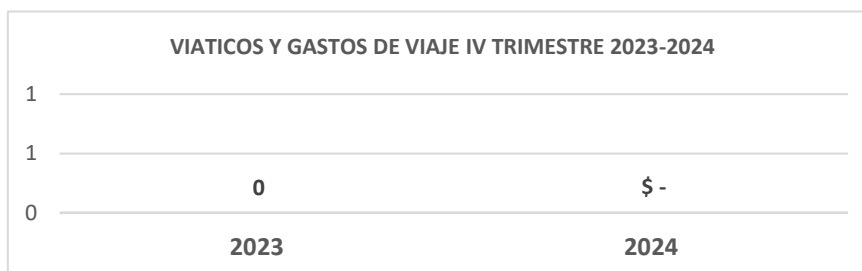 VIATICOS Y GASTOS DE VIAJE IV TRIMESTRE 2023-2024
1
1
0 $ -
0
2023 2024